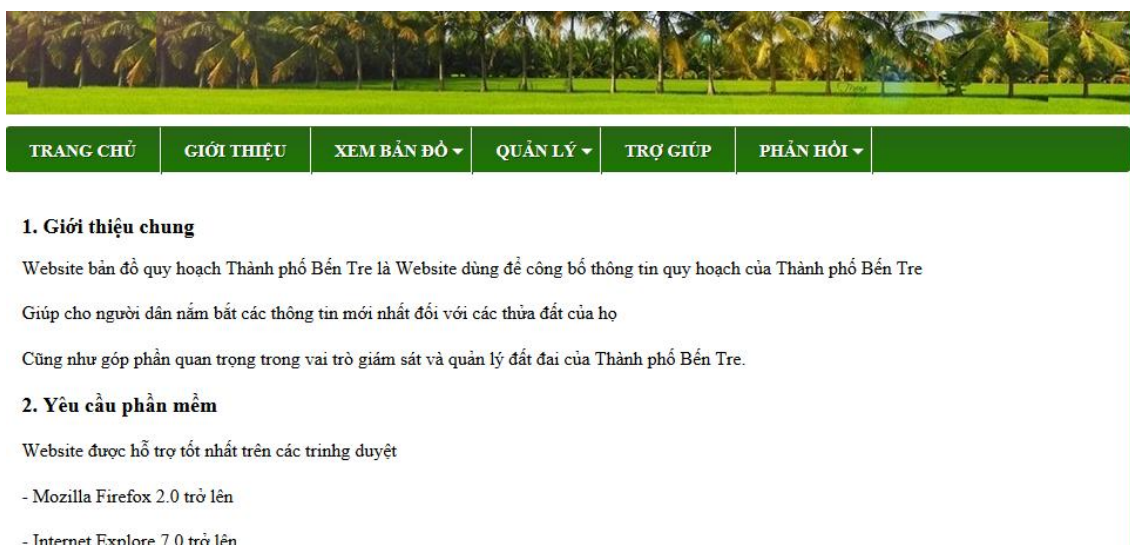 TRANG CHỦ GIỚI THIỆU XEM BẢN ĐỒ QUẢN LÝ TRỢ GIÚP PHẢN HỒI
1. Giới thiệu chung
Website bản đồ quy hoạch Thành phố Bến Tre là Website dùng để công bố thông tin quy hoạch của Thành phố Bến Tre
Giúp cho người dân nắm bắt các thông tin mới nhất đối với các thửa đất của họ
Cũng như góp phần quan trọng trong vai trò giám sát và quản lý đất đai của Thành phố Bến Tre.
2. Yêu cầu phần mềm
Website được hỗ trợ tốt nhất trên các trinhg duyệt
- Mozilla Firefox 2.0 trở lên
- Internet Explore 7.0 trở lên